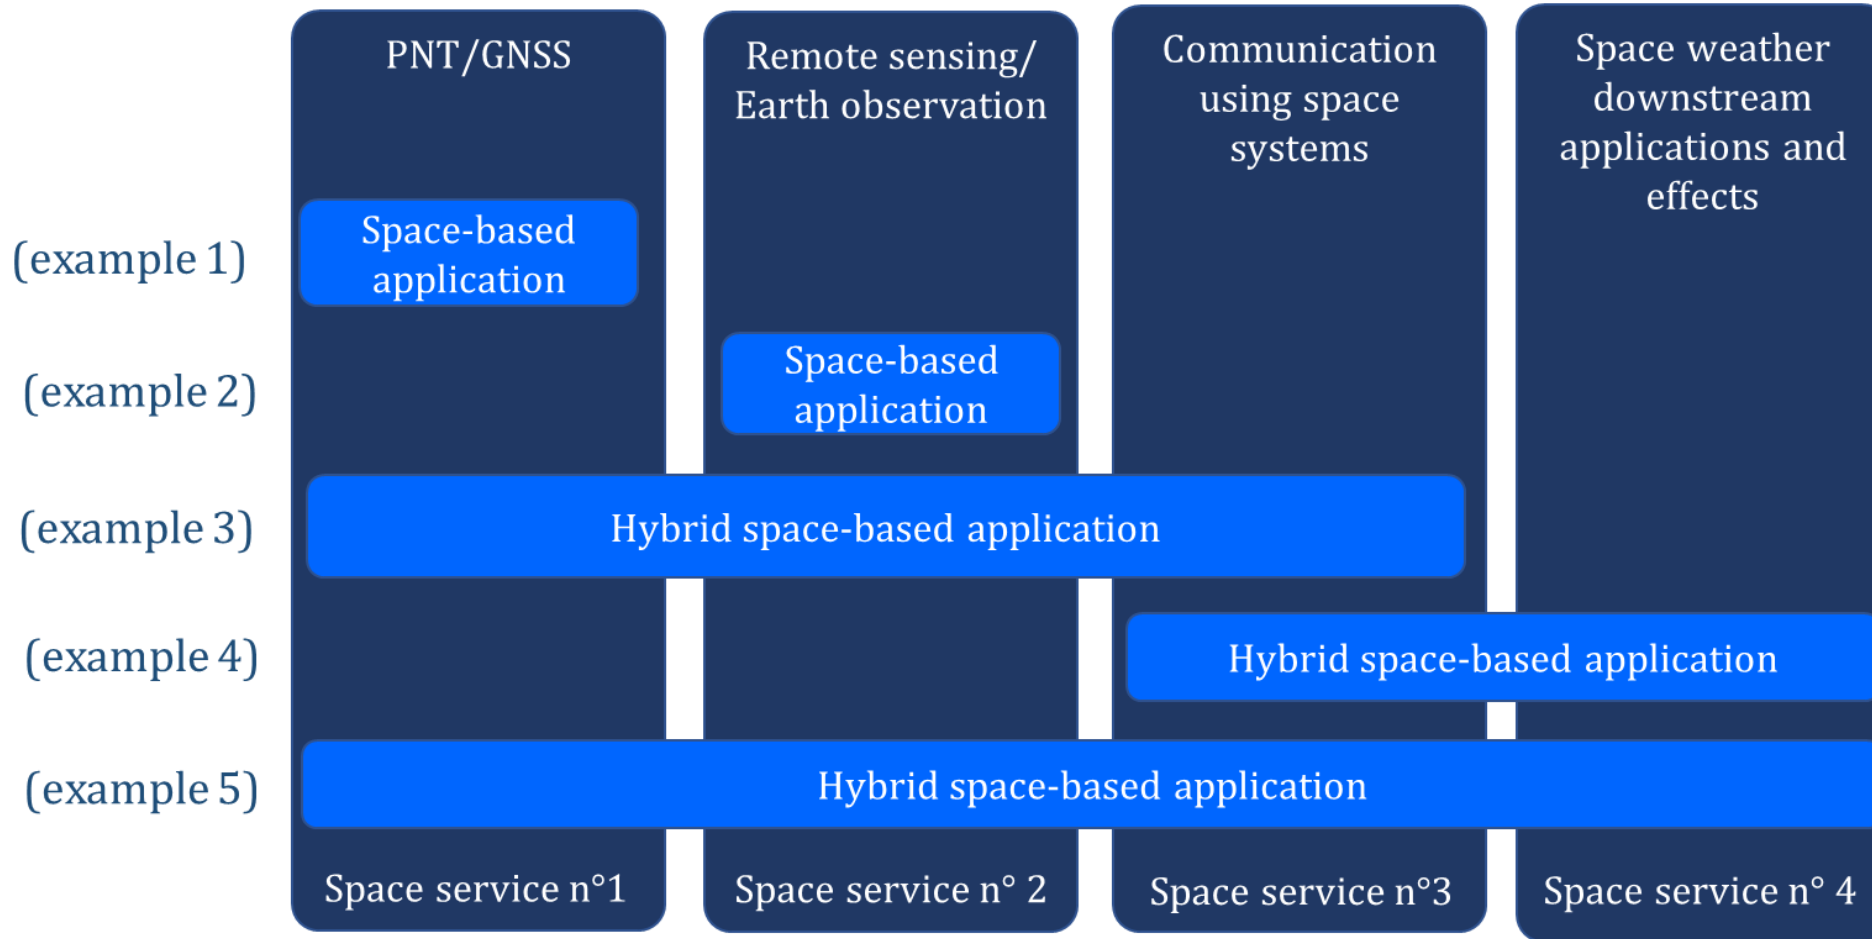 PNT/GNSS
Remote sensing/
Earth observation
Communication
using space
systems
Space weather
downstream
applications and
effects
(example 1)
Space-based
application
(example 2)
Space-based
application
(example 3)
Hybrid space-based application
(example 4)
Hybrid space-based application
(example 5)
Hybrid space-based application
Space service n°1
Space service n° 2
Space service n°3
Space service n° 4